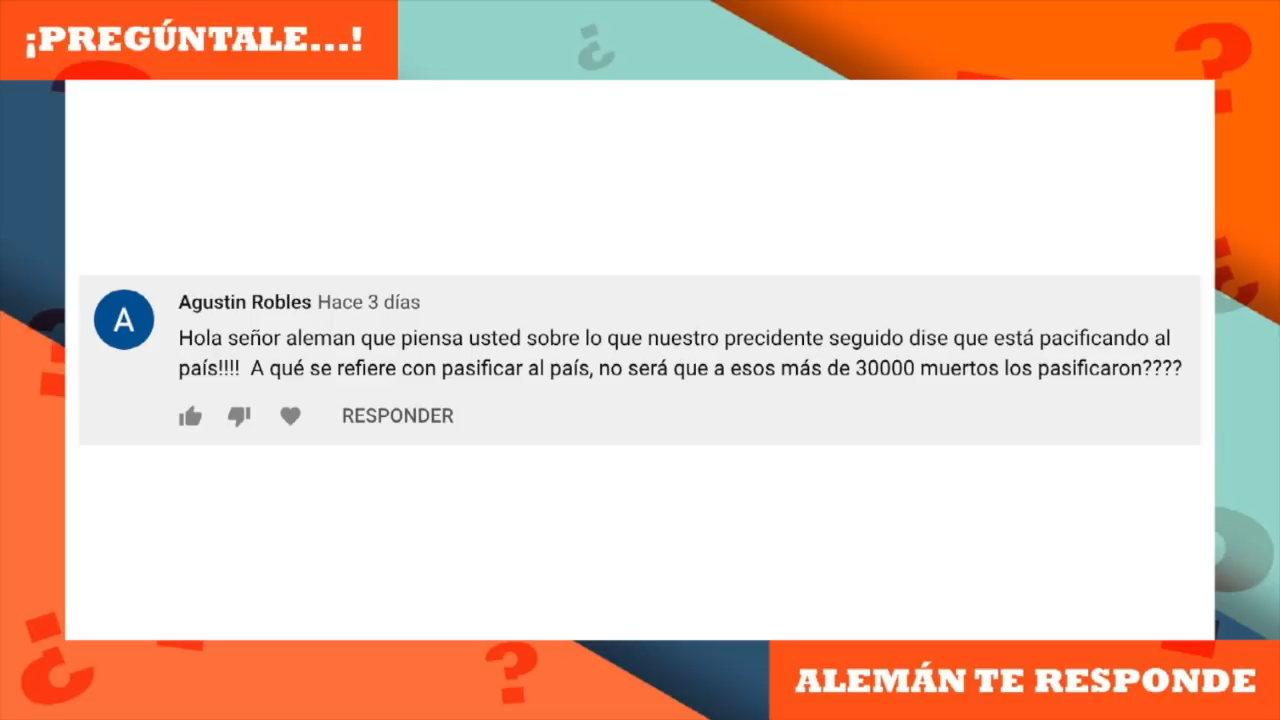 ¡PREGÚNTALE...!
A
Agustin Robles Hace 3 días
Hola señor aleman que piensa usted sobre lo que nuestro precidente seguido dise que está pacificando al
país!!!! A qué se refiere con pasificar al país, no será que a esos más de 30000 muertos los pasificaron????
RESPONDER
ALEMÁN TE RESPONDE